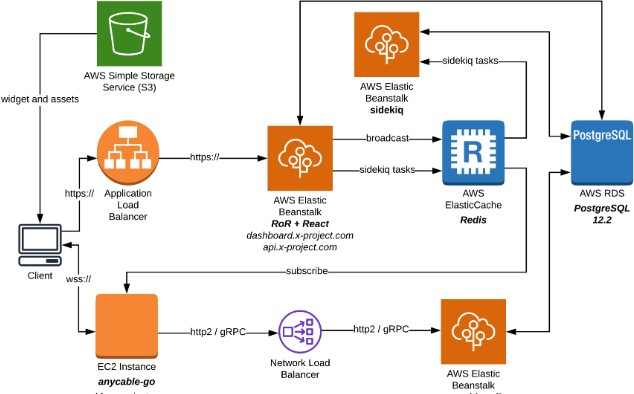 AWS Simple Storage
Service (S3)
widget and assets
AWS Elastic
Beanstalk
sidekiq
sidekiq tasks
PostgreSQL
AWS RDS
PostgreSQL
12.2
https://
Application
Load
Balancer
https://
AWS Elastic
Beanstalk
RoR + React
dashboard.x-project.com
api.x-project.com
broadcast
sidekiq tasks
R
AWS
ElasticCache
Redis
Client
wss://
subscribe
EC2 Instance
anycable-go
http2 / gRPC
Network Load
Balancer
http2 / gRPC
AWS Elastic
Beanstalk